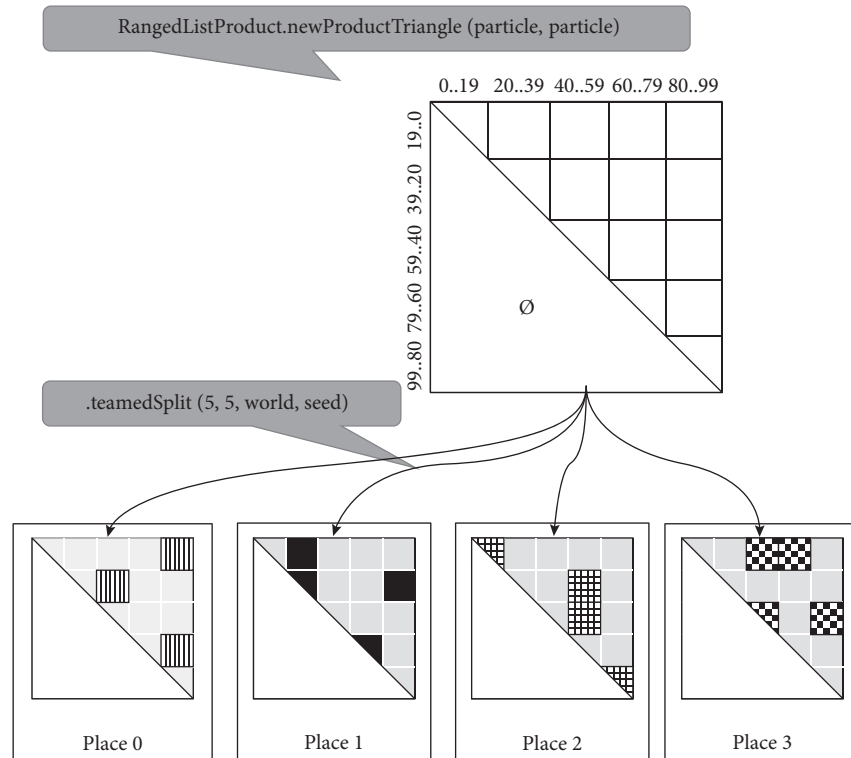 RangedListProduct.newProductTriangle (particle, particle)
0..19 20..39 40..59 60..79 80..99
19..0
39..20
59..40
79..60
99..80
Ø
.teamedSplit (5, 5, world, seed)
Place 0
Place 1
Place 2
Place 3